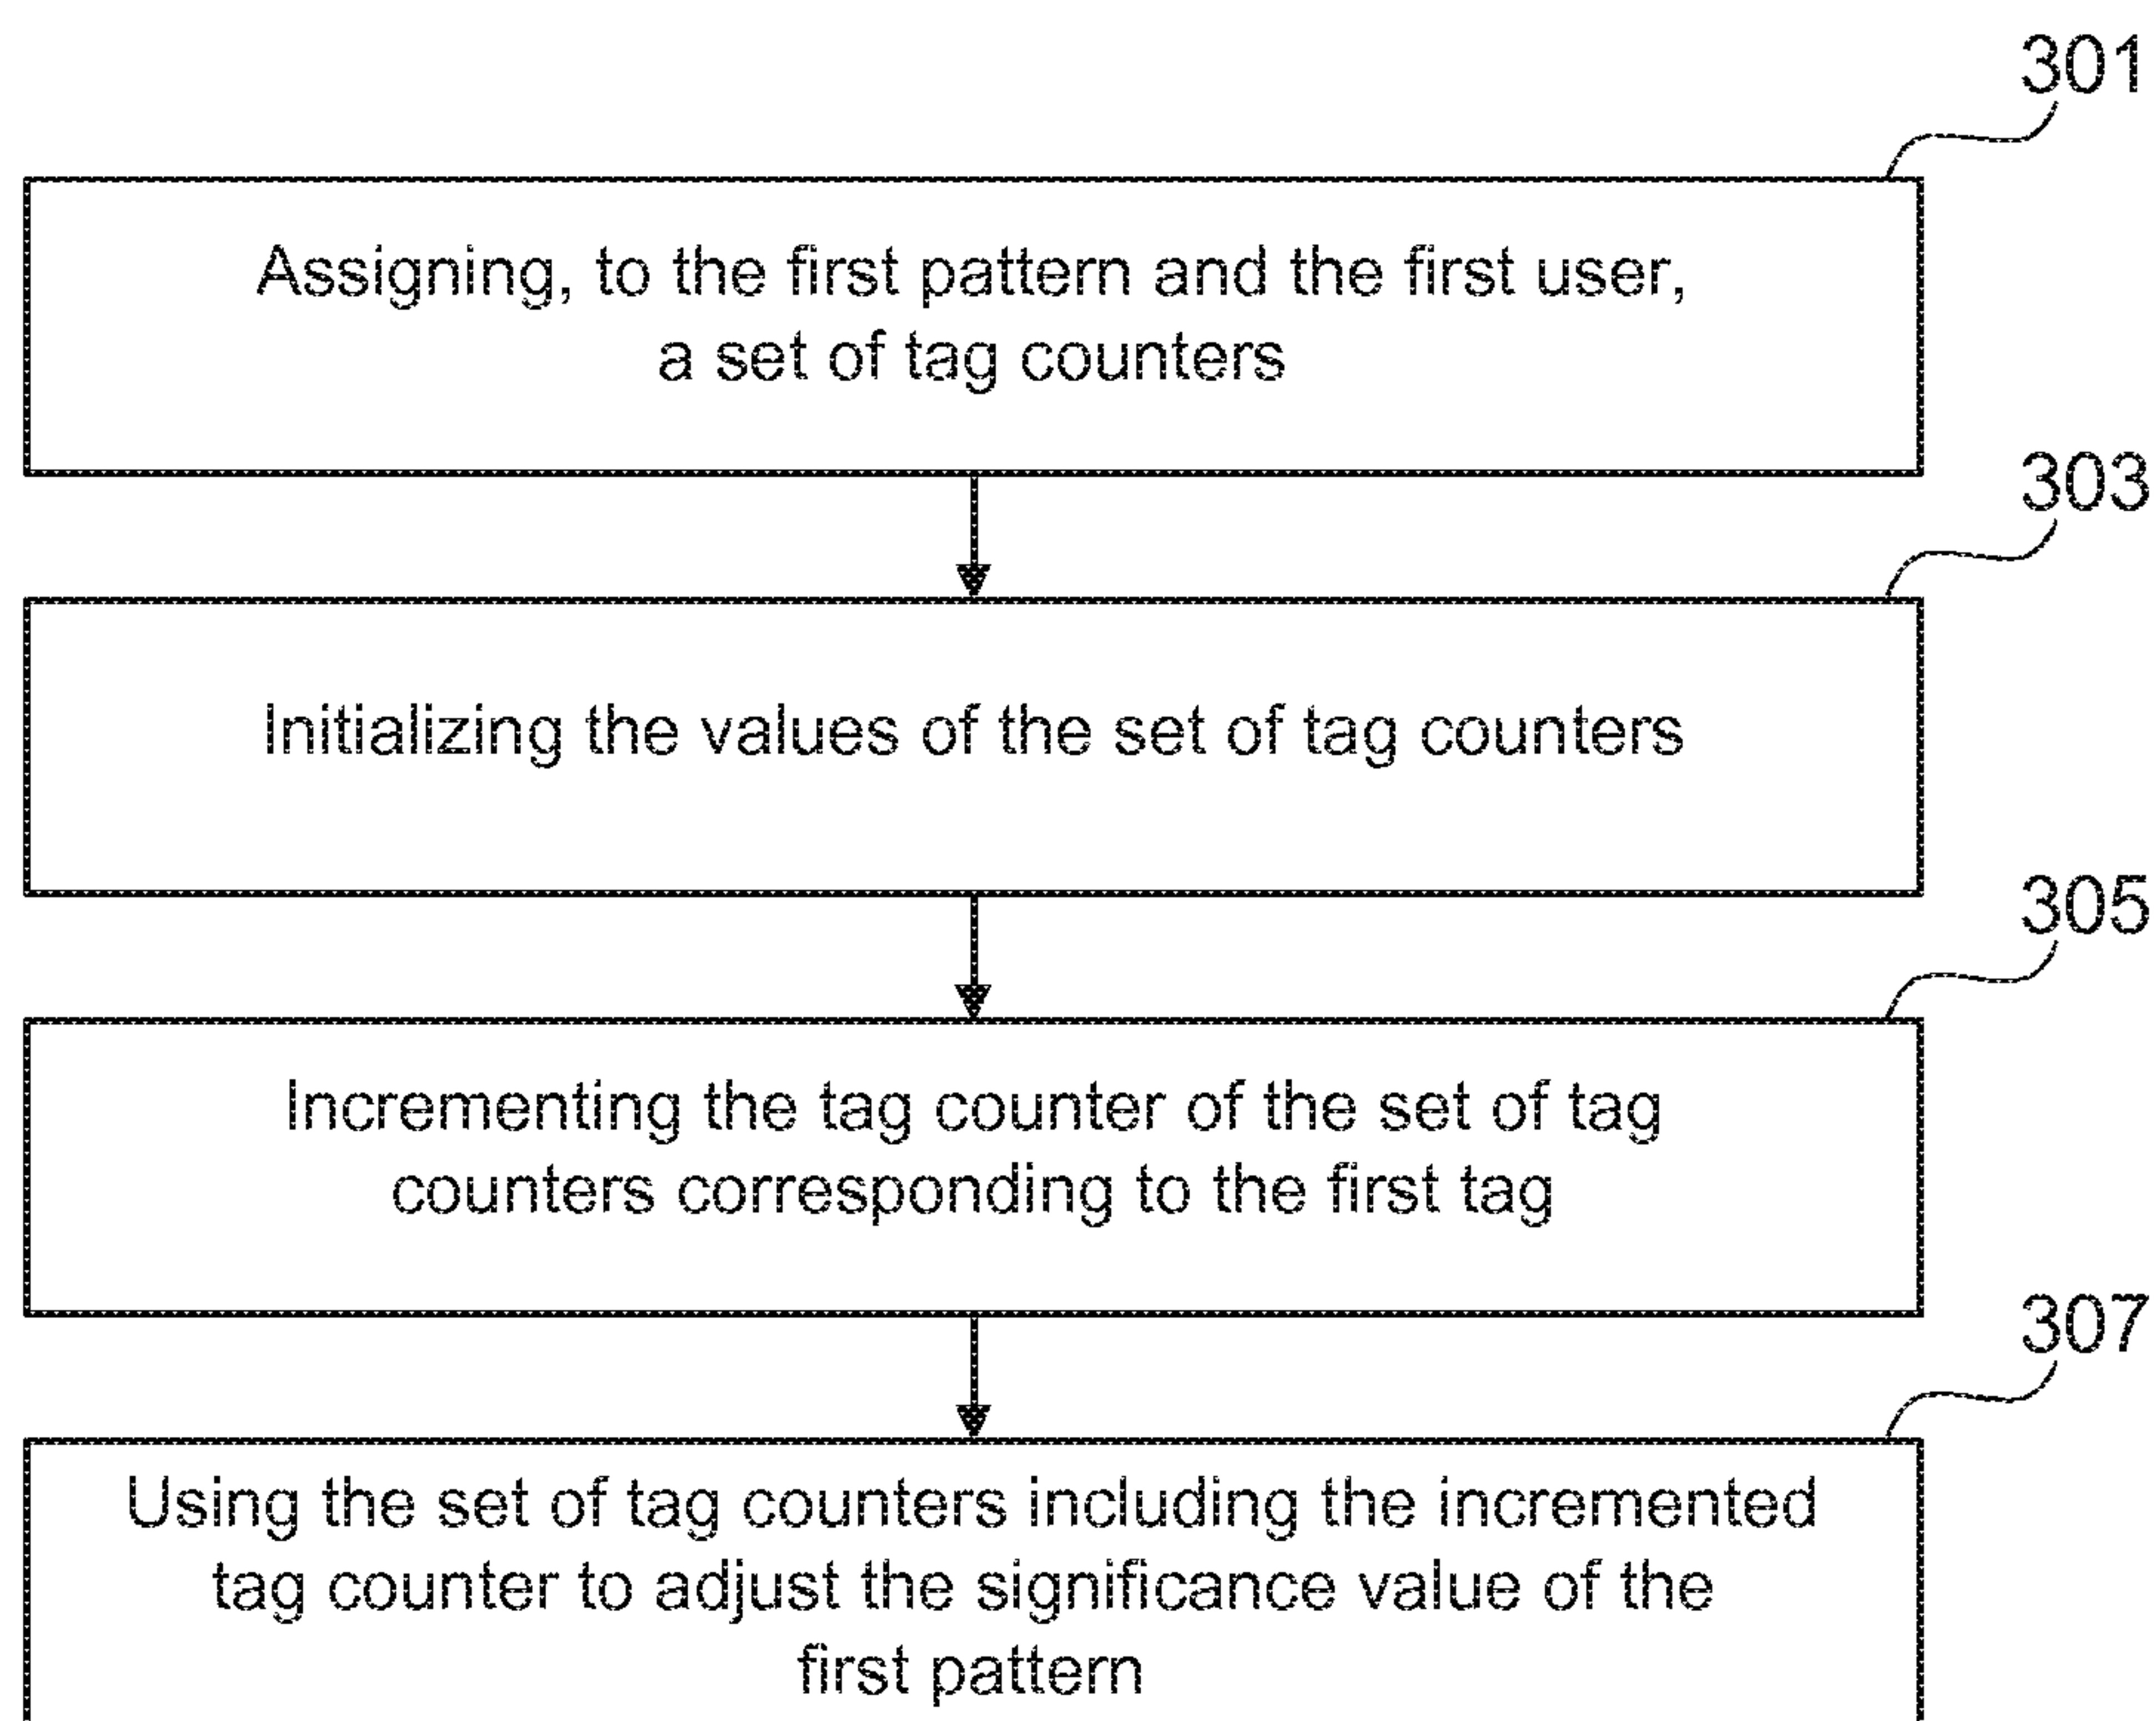 301
Assigning, to the first pattern and the first user,
a set of tag counters
303
Initializing the values of the set of tag counters
305
Incrementing the tag counter of the set of tag
counters corresponding to the first tag
307
Using the set of tag counters including the incremented
tag counter to adjust the significance value of the
first pattern